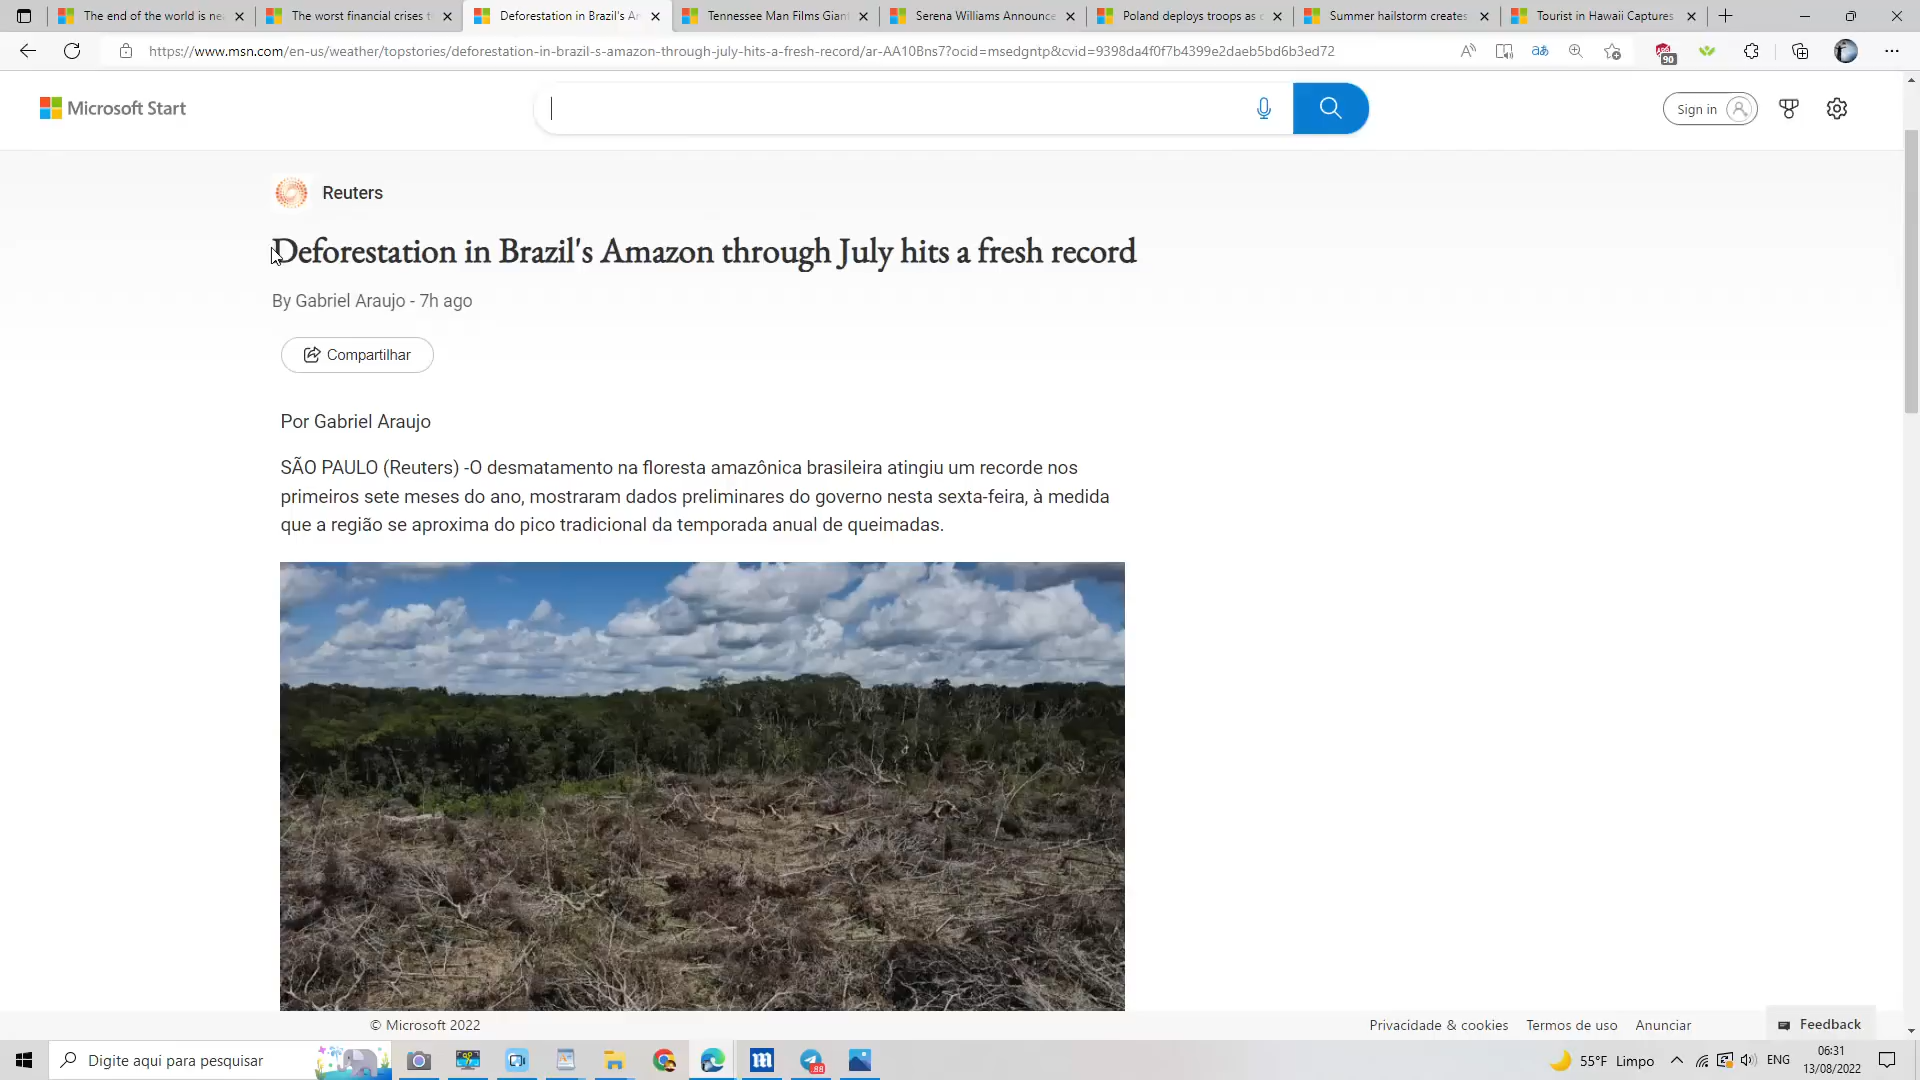 The end of the world is ne
The worst financial crises t
Deforestation in Brazil's Am
Tennessee Man Films Giant
Serena Williams Announce
Poland deploys troops as c
Summer hailstorm creates
Tourist in Hawaii Captures
https://www.msn.com/en-us/weather/topstories/deforestation-in-brazil-s-amazon-through-july-hits-a-fresh-record/ar-AA10Bns7?ocid=msedgntp&cvid=9398da4f0f7b4399e2daeb5bd6b3ed72
90
Microsoft Start
Sign in
Reuters
Deforestation in Brazil's Amazon through July hits a fresh record
By Gabriel Araujo - 7h ago
Compartilhar
Por Gabriel Araujo
SÃO PAULO (Reuters) -O desmatamento na floresta amazônica brasileira atingiu um recorde nos
primeiros sete meses do ano, mostraram dados preliminares do governo nesta sexta-feira, à medida
que a região se aproxima do pico tradicional da temporada anual de queimadas.
© Microsoft 2022
Privacidade & cookies
Termos de uso
Anunciar
Feedback
Digite aqui para pesquisar
88
55°F Limpo
ENG
06:31
13/08/2022